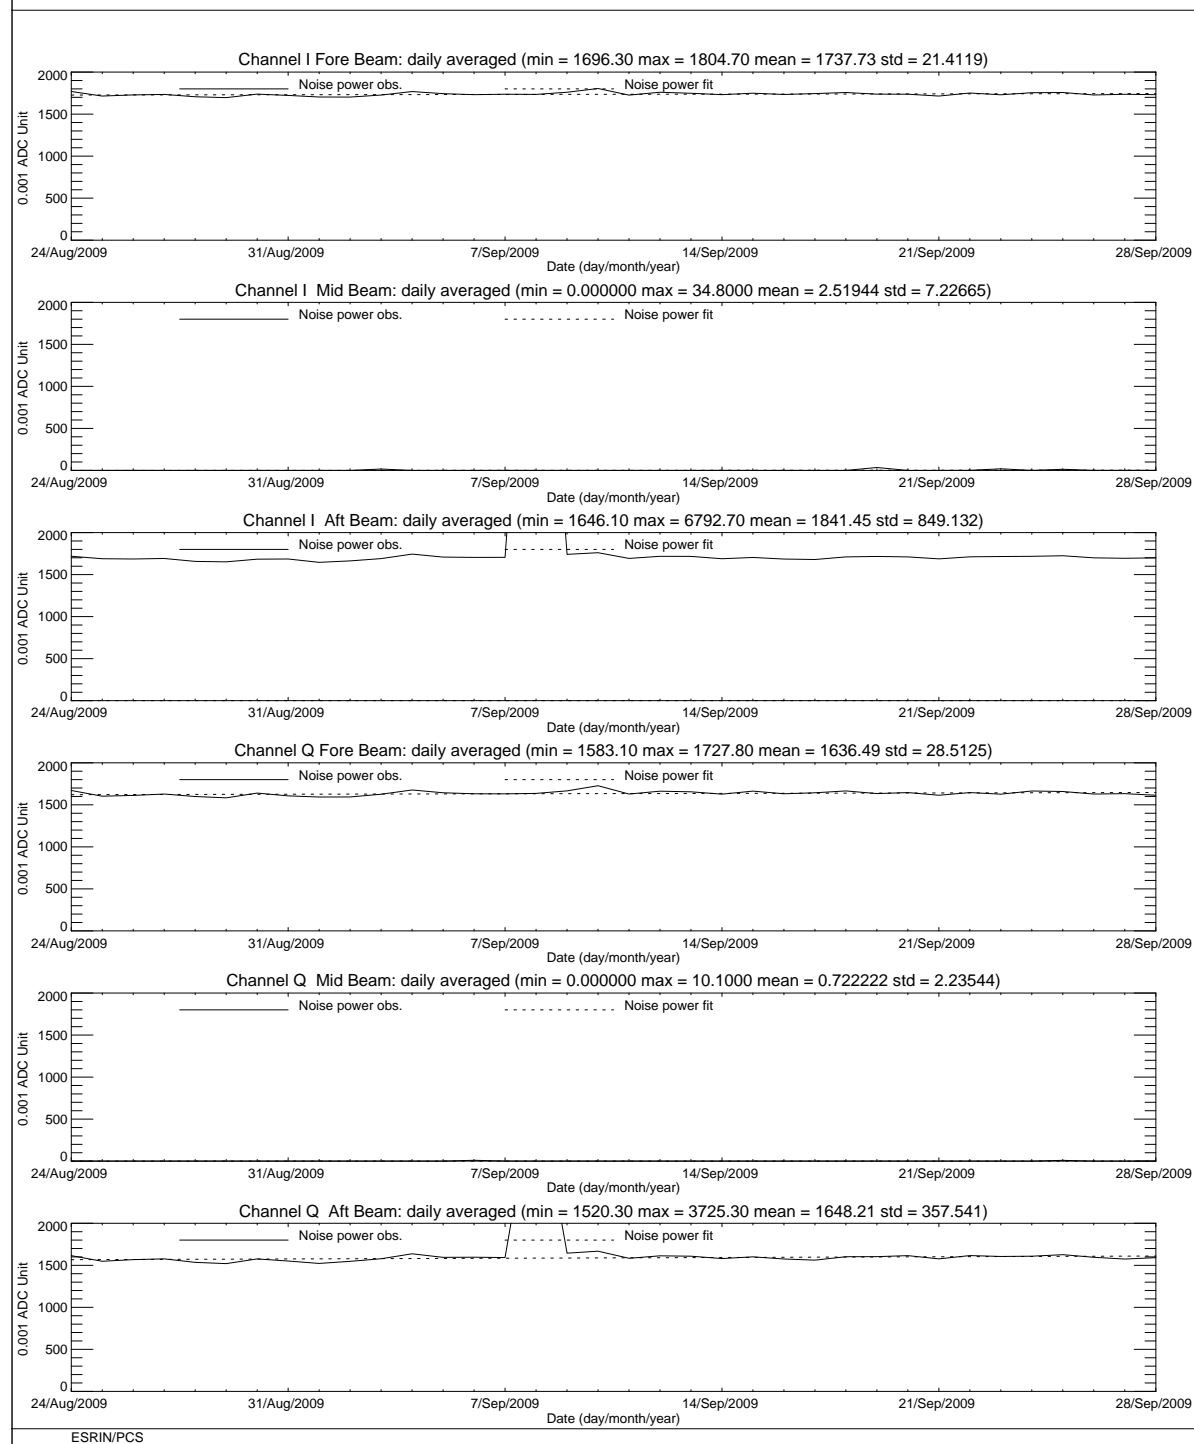 Channel I Fore Beam: daily averaged (min = 1696.30 max = 1804.70 mean = 1737.73 std = 21.4119)
Noise power obs. Noise power fit
2000
1500
1000
500
0
0.001 ADC Unit
24/Aug/2009 31/Aug/2009 7/Sep/2009 14/Sep/2009 21/Sep/2009 28/Sep/2009
Date (day/month/year)
Channel I Mid Beam: daily averaged (min = 0.000000 max = 34.8000 mean = 2.51944 std = 7.22665)
Noise power obs. Noise power fit
2000
1500
1000
500
0
0.001 ADC Unit
24/Aug/2009 31/Aug/2009 7/Sep/2009 14/Sep/2009 21/Sep/2009 28/Sep/2009
Date (day/month/year)
Channel I Aft Beam: daily averaged (min = 1646.10 max = 6792.70 mean = 1841.45 std = 849.132)
Noise power obs. Noise power fit
2000
1500
1000
500
0
0.001 ADC Unit
24/Aug/2009 31/Aug/2009 7/Sep/2009 14/Sep/2009 21/Sep/2009 28/Sep/2009
Date (day/month/year)
Channel Q Fore Beam: daily averaged (min = 1583.10 max = 1727.80 mean = 1636.49 std = 28.5125)
Noise power obs. Noise power fit
2000
1500
1000
500
0
0.001 ADC Unit
24/Aug/2009 31/Aug/2009 7/Sep/2009 14/Sep/2009 21/Sep/2009 28/Sep/2009
Date (day/month/year)
Channel Q Mid Beam: daily averaged (min = 0.000000 max = 10.1000 mean = 0.722222 std = 2.23544)
Noise power obs. Noise power fit
2000
1500
1000
500
0
0.001 ADC Unit
24/Aug/2009 31/Aug/2009 7/Sep/2009 14/Sep/2009 21/Sep/2009 28/Sep/2009
Date (day/month/year)
Channel Q Aft Beam: daily averaged (min = 1520.30 max = 3725.30 mean = 1648.21 std = 357.541)
Noise power obs. Noise power fit
2000
1500
1000
500
0
0.001 ADC Unit
24/Aug/2009 31/Aug/2009 7/Sep/2009 14/Sep/2009 21/Sep/2009 28/Sep/2009
Date (day/month/year)
ESRIN/PCS